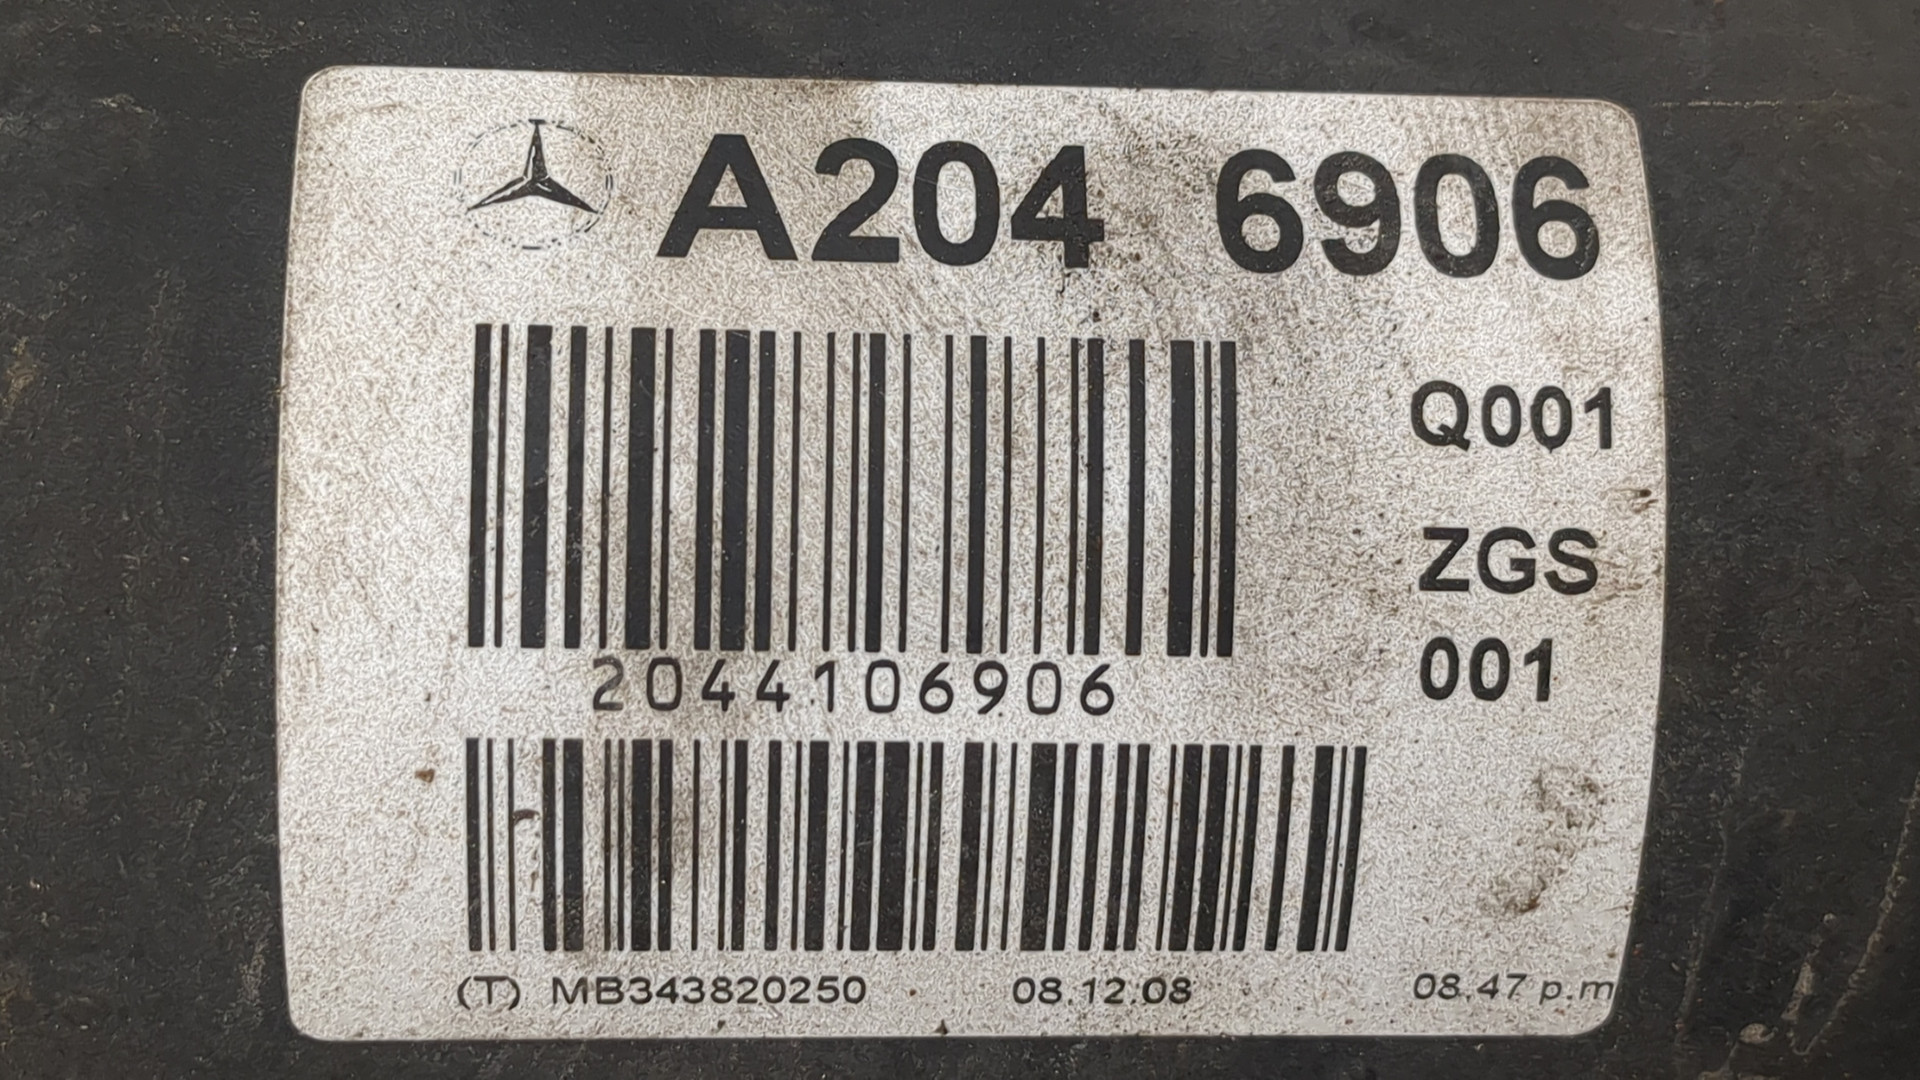 A204 6906
Q001
2044106906
ZGS
001
(T) MB343820250 08.12.08 08.47 p.m